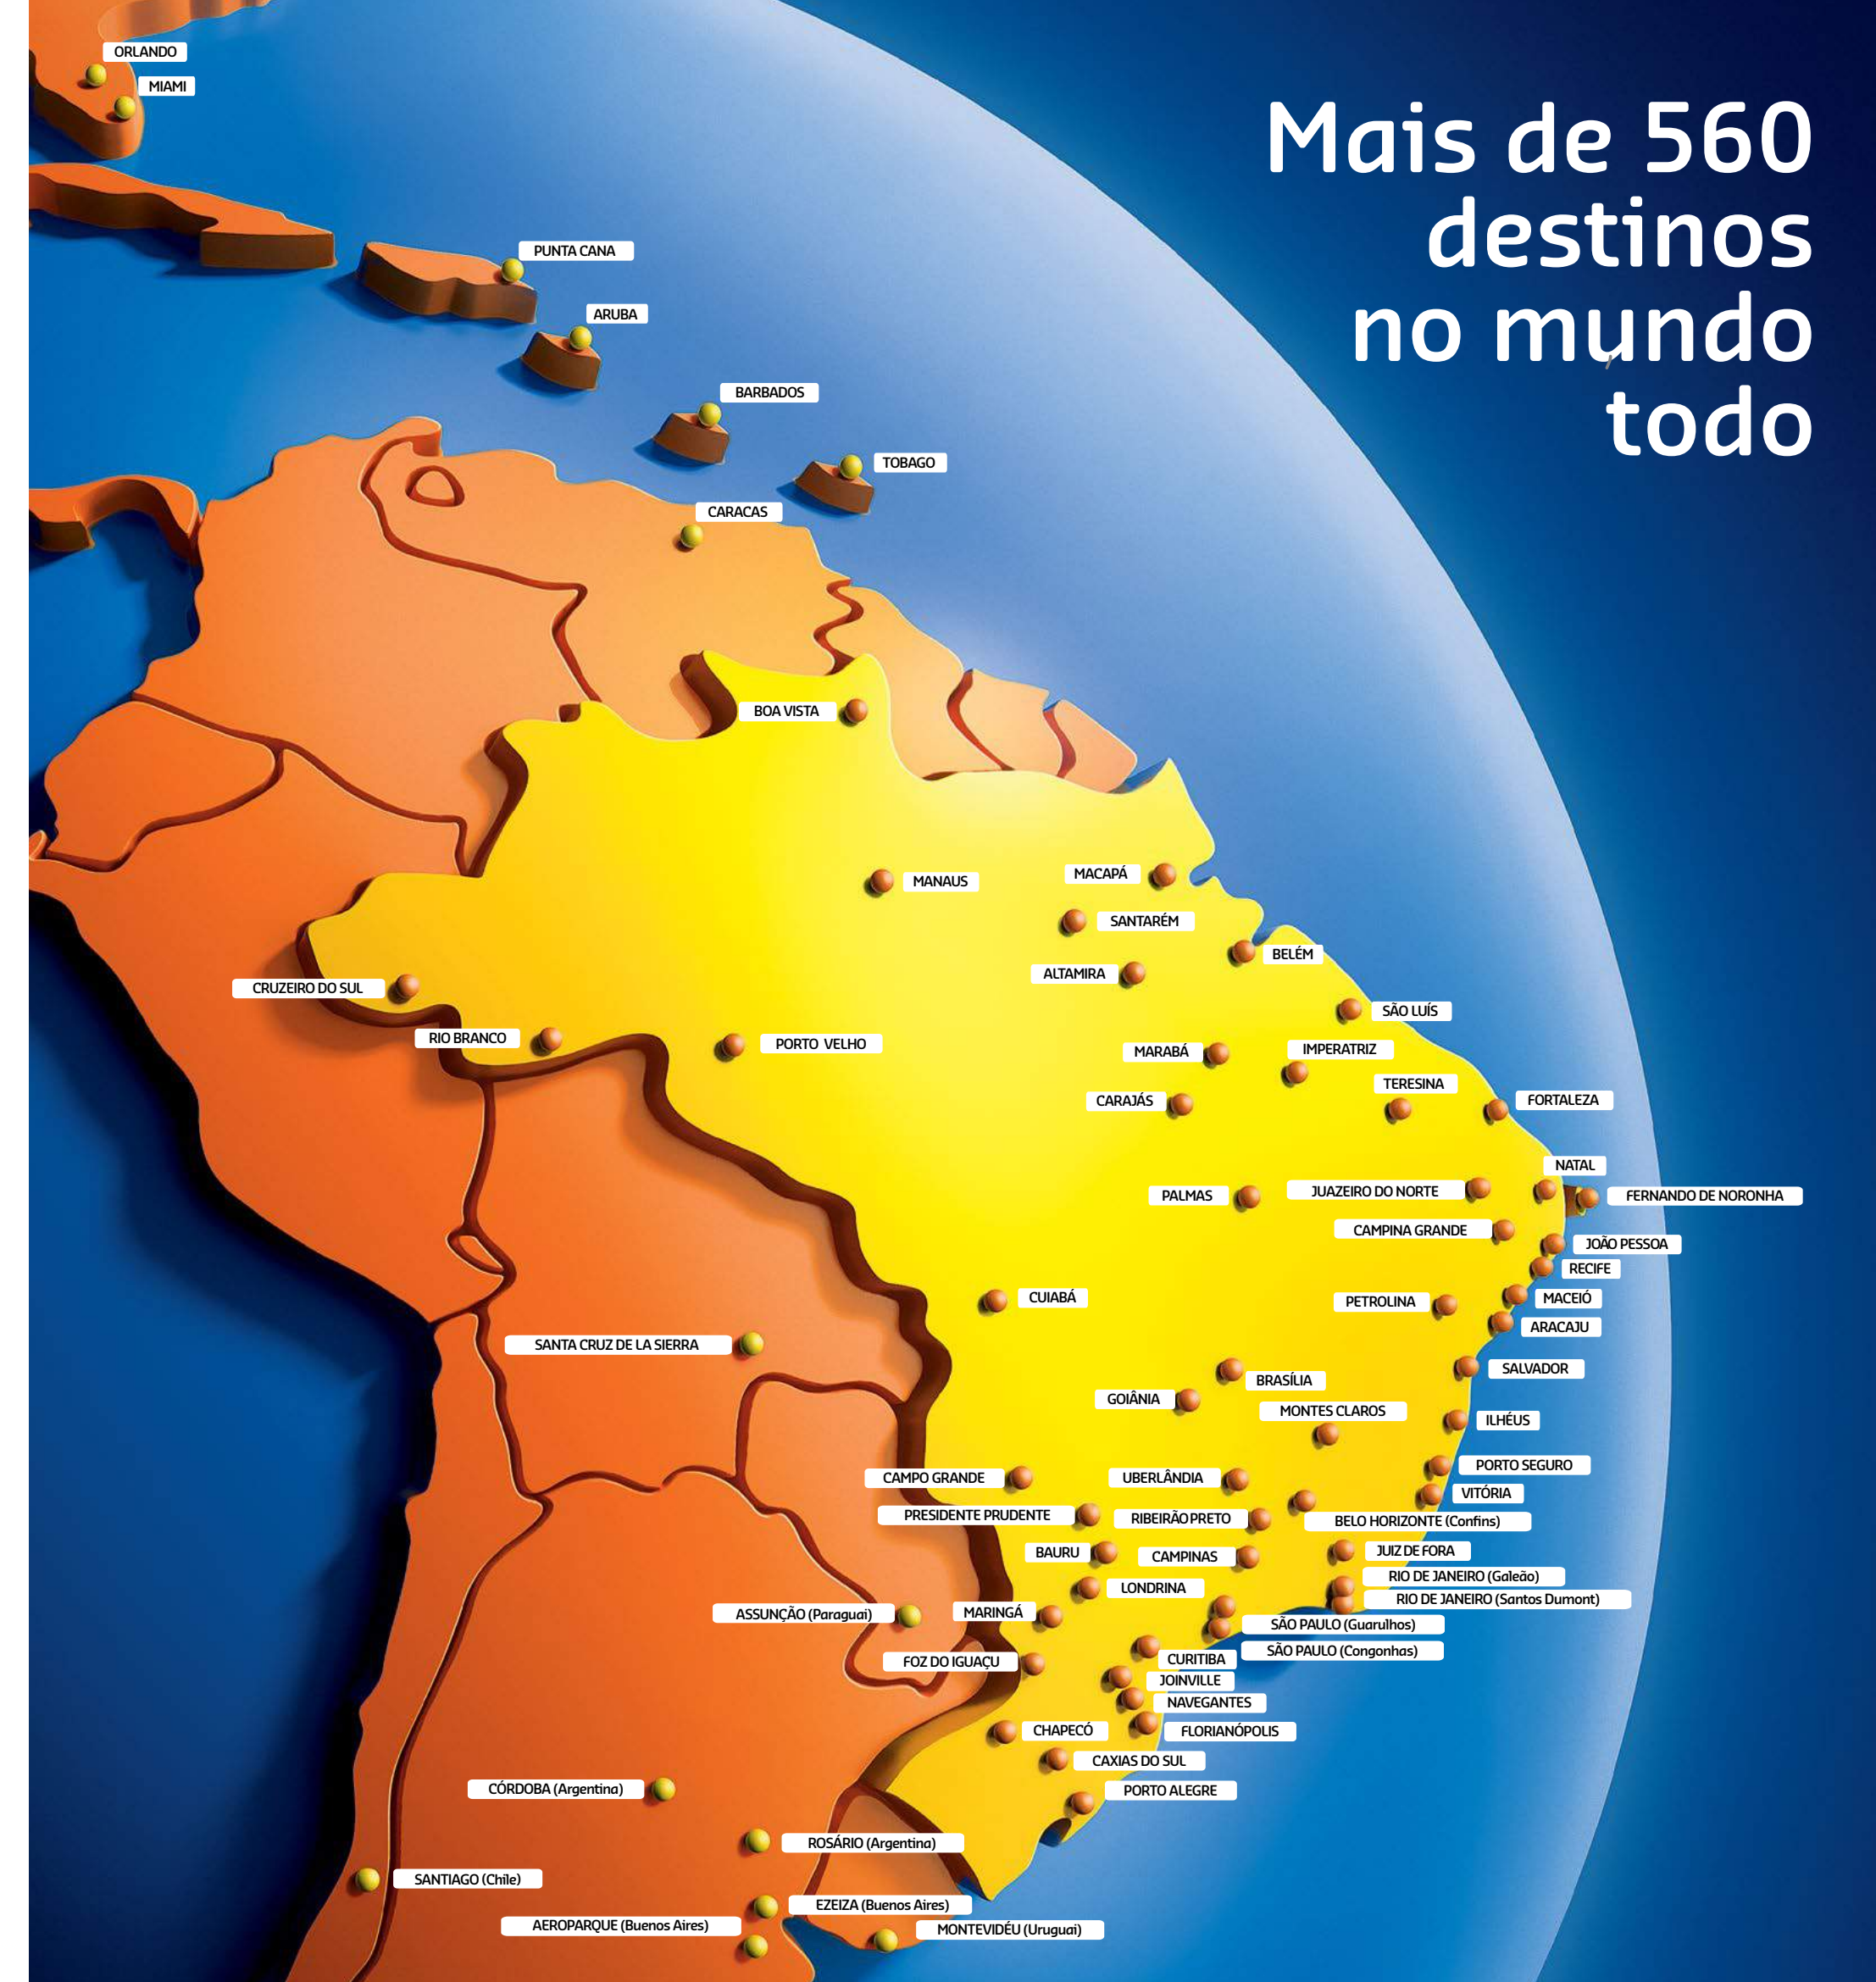 Mais de 560
destinos
no mundo
todo
ORLANDO
MIAMI
PUNTA CANA
ARUBA
BARBADOS
TOBAGO
CARACAS
BOA VISTA
MANAUS
MACAPÁ
SANTARÉM
BELÉM
ALTAMIRA
CRUZEIRO DO SUL
SÃO LUÍS
RIO BRANCO
PORTO VELHO
MARABÁ
IMPERATRIZ
TERESINA
CARAJÁS
FORTALEZA
NATAL
PALMAS
JUAZEIRO DO NORTE
FERNANDO DE NORONHA
CAMPINA GRANDE
JOÃO PESSOA
RECIFE
CUIABÁ
PETROLINA
MACEIÓ
ARACAJU
SANTA CRUZ DE LA SIERRA
SALVADOR
BRASÍLIA
GOIÂNIA
MONTES CLAROS
ILHÉUS
PORTO SEGURO
CAMPO GRANDE
UBERLÂNDIA
VITÓRIA
PRESIDENTE PRUDENTE
RIBEIRÃO PRETO
BELO HORIZONTE (Confins)
BAURU
CAMPINAS
JUIZ DE FORA
RIO DE JANEIRO (Galeão)
LONDRINA
RIO DE JANEIRO (Santos Dumont)
ASSUNÇÃO (Paraguai)
MARINGÁ
SÃO PAULO (Guarulhos)
SÃO PAULO (Congonhas)
FOZ DO IGUAÇU
CURITIBA
JOINVILLE
NAVEGANTES
CHAPECÓ
FLORIANÓPOLIS
CAXIAS DO SUL
CÓRDOBA (Argentina)
PORTO ALEGRE
ROSÁRIO (Argentina)
SANTIAGO (Chile)
EZEIZA (Buenos Aires)
AEROPARQUE (Buenos Aires)
MONTEVIDÉU (Uruguai)